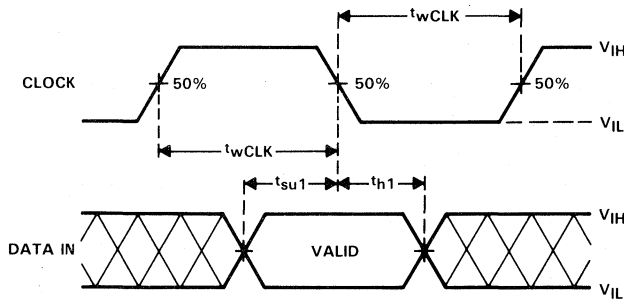 twCLK
VIH
CLOCK
50%
50%
50%
VIL
twCLK
tsu1
th1
VIH
DATA IN
VALID
VIL